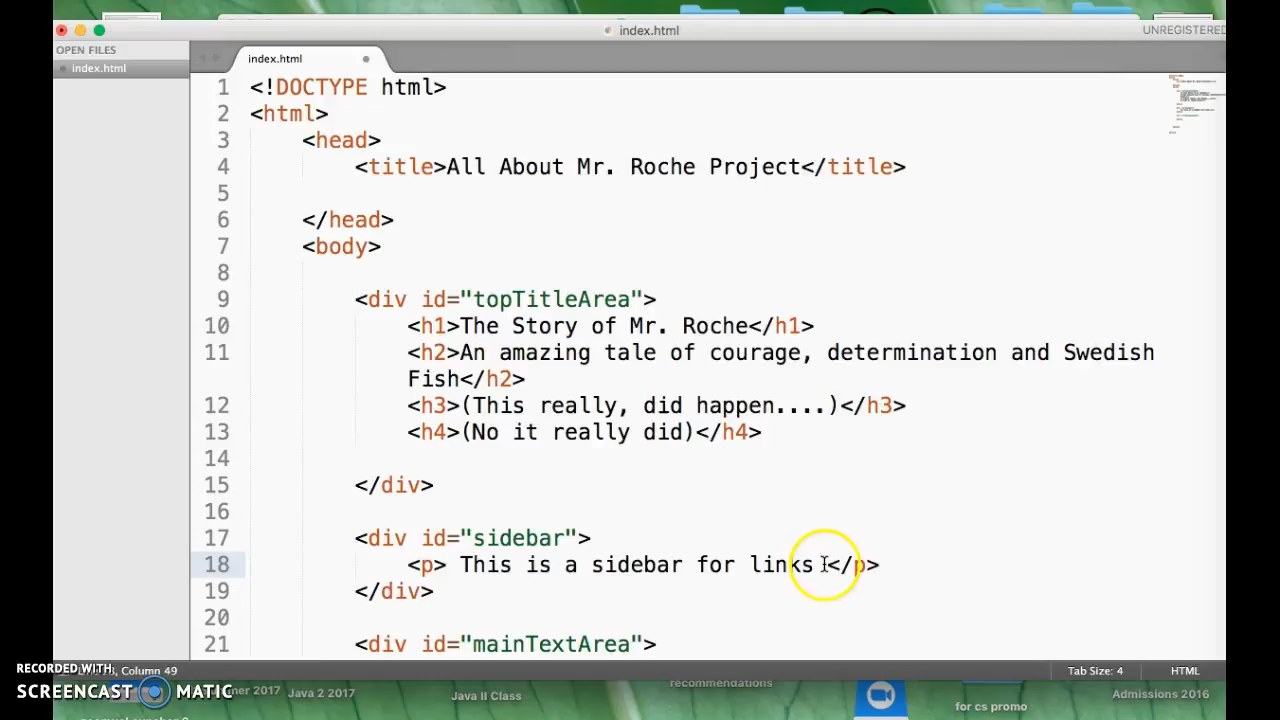 index.html
UNREGISTERED
OPEN FILES
index.html
index.html
1 <!DOCTYPE html>
2 <html>
3 <head>
4 <title>All About Mr. Roche Project</title>
5
6 </head>
7 <body>
8
9 <div id="topTitleArea">
10 <h1>The Story of Mr. Roche</h1>
11 <h2>An amazing tale of courage, determination and Swedish
Fish</h2>
12 <h3>(This really, did happen....)</h3>
13 <h4>(No it really did)</h4>
14
15 </div>
16
17 <div id="sidebar">
18 <p> This is a sidebar for links </p>
19 </div>
20
21 <div id="mainTextArea">
RECORDED WITH
Column 49
Tab Size: 4
HTML
SCREENCAST MATIC
2017
Java 2 2017
Java II Class
recommendations
for cs promo
Admissions 2016